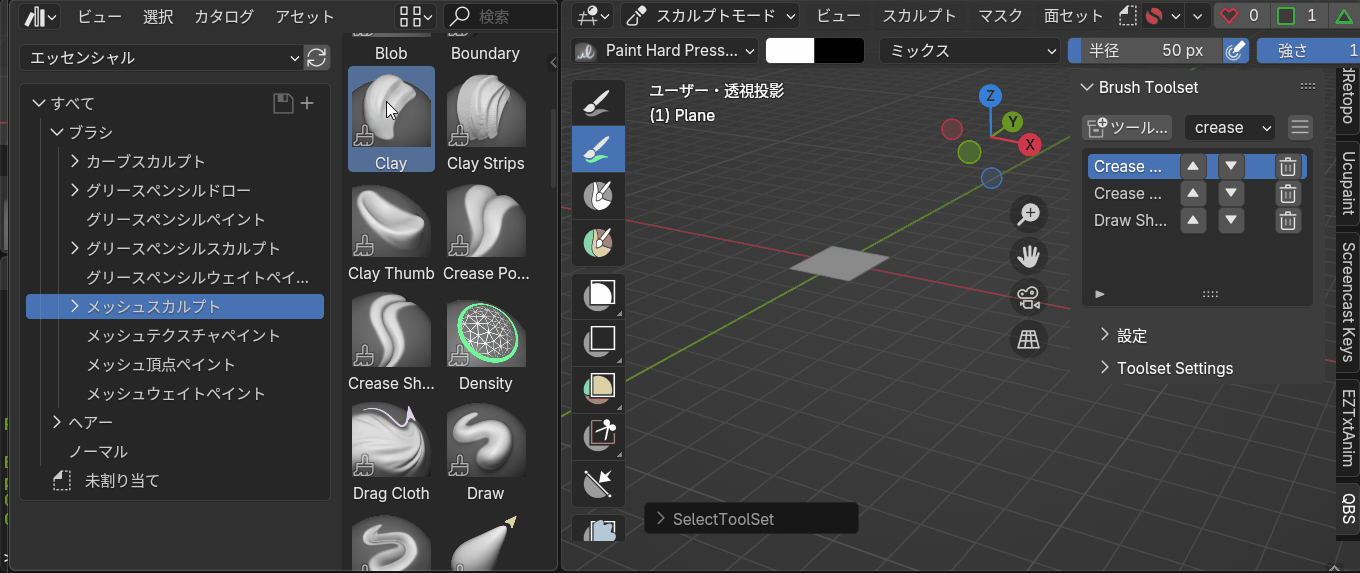 ビュー 選択 カタログ アセット 検索
エッセンシャル
すべて
ブラシ
カーブスカルプト
グリースペンシルドロー
グリースペンシルペイント
グリースペンシルスカルプト
グリースペンシルウェイトペイ...
メッシュスカルプト
メッシュテクスチャペイント
メッシュ頂点ペイント
メッシュウェイトペイント
ヘアー
ノーマル
未割り当て
Blob Boundary
Clay Clay Strips
Clay Thumb Crease Po...
Crease Sh... Density
Drag Cloth Draw
スカルプトモード ビュー スカルプト マスク 面セット 0 1
Paint Hard Press... ミックス 半径 50 px 強さ 1
ユーザー・透視投影
(1) Plane
Z
Y
X
SelectToolSet
Brush Toolset
ツール... crease
Crease ...
Crease ...
Draw Sh...
設定
Toolset Settings
dRetopo
Ucupaint
Screencast Keys
EZTxtAnim
QBS